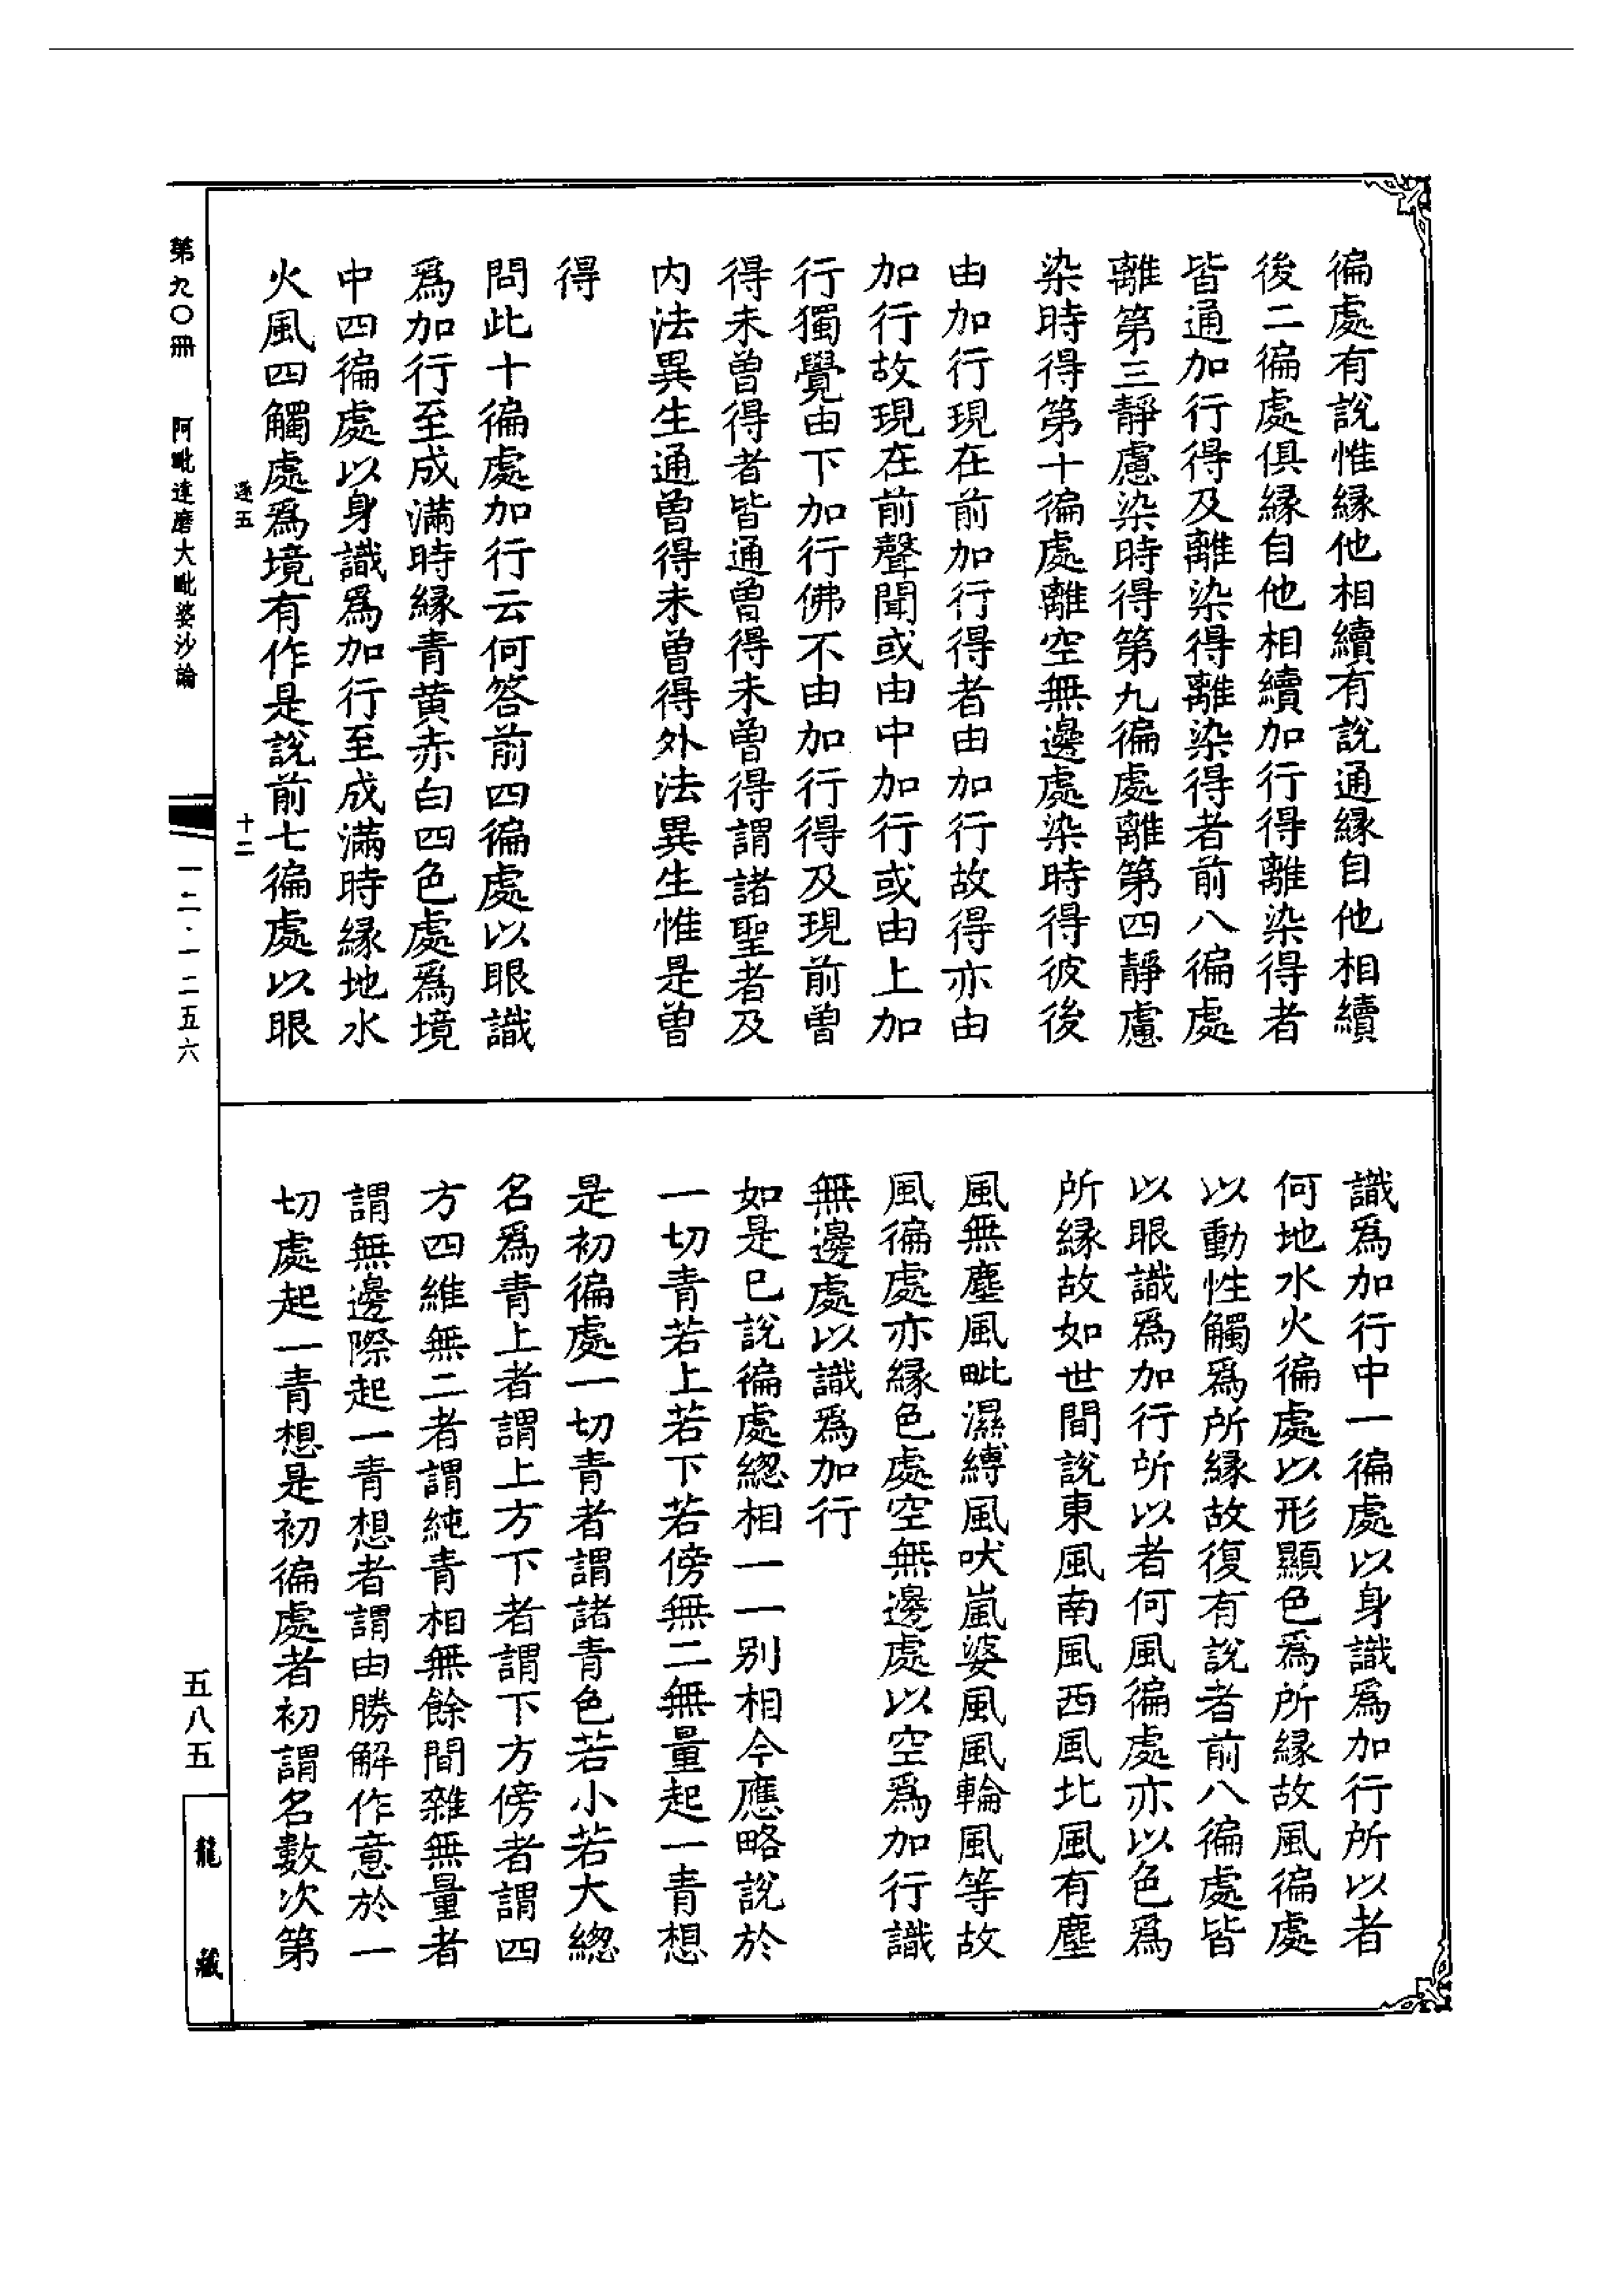 徧處有說惟緣他相續有說通緣自他相續
後二徧處俱緣自他相續加行得離染得者
皆通加行得及離染得離染得者前八徧處
離第三靜慮染時得第九徧處離第四靜慮
染時得第十徧處離空無邊處染時得彼後
由加行現在前加行得者由加行故得亦由
加行故現在前聲聞或由中加行或由上加
行獨覺由下加行佛不由加行得及現前曾
得未曾得者皆通曾得未曾得謂諸聖者及
内法異生通曾得未曾得外法異生惟是曾
得
問此十徧處加行云何答前四徧處以眼識
爲加行至成滿時緣青黄赤白四色處爲境
中四徧處以身識爲加行至成滿時緣地水
火風四觸處爲境有作是說前七徧處以眼
遂五
十二
識爲加行中一徧處以身識爲加行所以者
何地水火徧處以形顯色爲所緣故風徧處
以動性觸爲所緣故復有說者前八徧處皆
以眼識爲加行所以者何風徧處亦以色爲
所緣故如世間說東風南風西風北風有塵
風無塵風毗濕縛風吠嵐婆風風輪風等故
風徧處亦緣色處空無邊處以空爲加行識
無邊處以識爲加行
如是已說徧處緫相一一別相今應略說於
一切青若上若下若傍無二無量起一青想
是初徧處一切青者謂諸青色若小若大緫
名爲青上者謂上方下者謂下方傍者謂四
方四維無二者謂純青相無餘間雜無量者
謂無邊際起一青想者謂由勝解作意於一
切處起一青想是初徧處者初謂名數次第
第九〇冊
阿毗達磨大毗婆沙論
一二·一二五六
五八五
龍藏